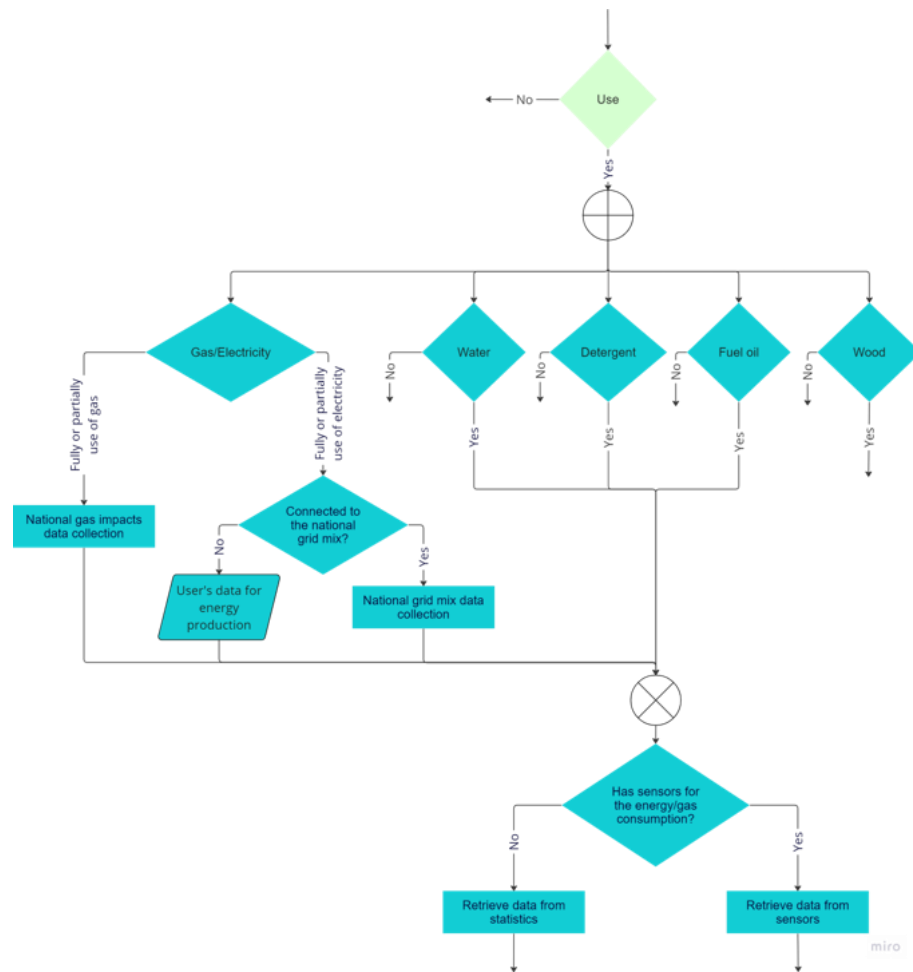 Use
No
Yes
Gas/Electricity
Water
Detergent
Fuel oil
Wood
Fully or partially
use of gas
Fully or partially
use of electricity
No
No
No
No
Yes
Yes
Yes
Yes
National gas impacts
data collection
Connected to
the national
grid mix?
No
Yes
User's data for
energy
production
National grid mix data
collection
Has sensors for
the energy/gas
consumption?
No
Yes
Retrieve data from
statistics
Retrieve data from
sensors
miro